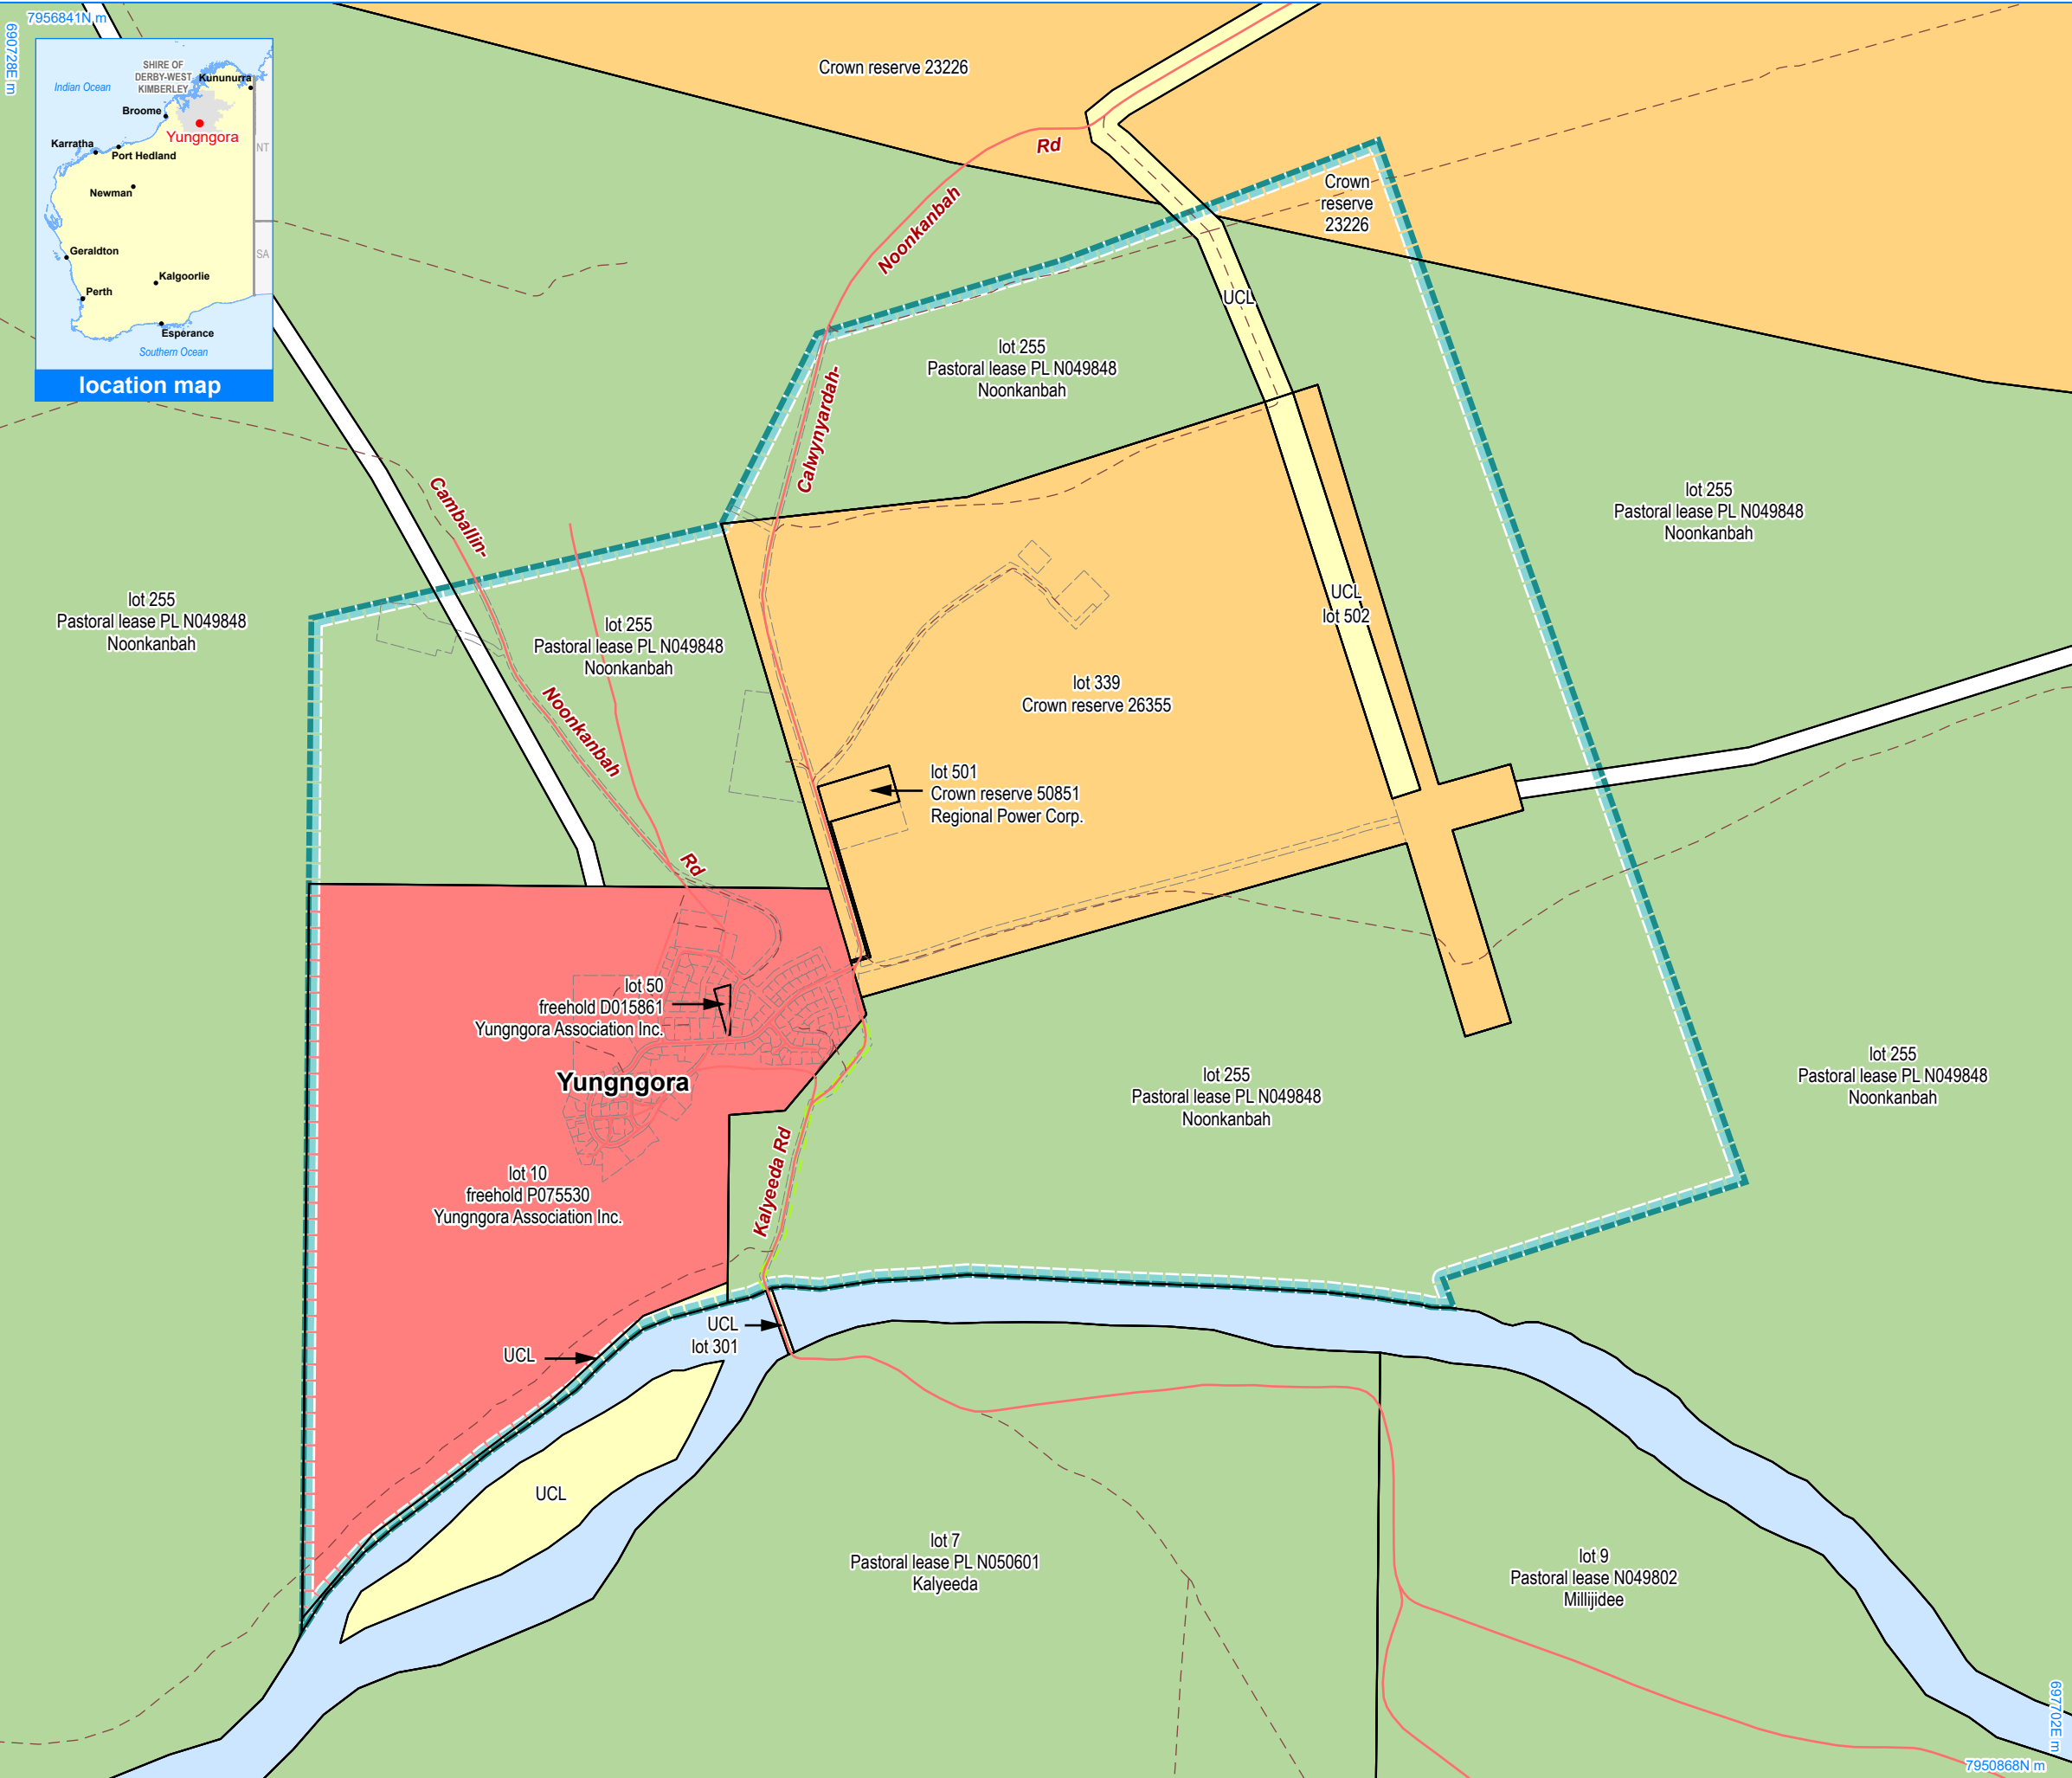 7956841N m
690728E m
SHIRE OF
DERBY-WEST
KIMBERLEY
Kununurra
Indian Ocean
Broome
Yungngora
Karratha
Port Hedland
NT
Newman
Geraldton
SA
Kalgoorlie
Perth
Esperance
Southern Ocean
location map
Crown reserve 23226
Rd
Noonkanbah
Calwynyardah-
Crown
reserve
23226
UCL
lot 255
Pastoral lease PL N049848
Noonkanbah
lot 255
Pastoral lease PL N049848
Noonkanbah
Camballin-
Noonkanbah
Rd
lot 255
Pastoral lease PL N049848
Noonkanbah
lot 255
Pastoral lease PL N049848
Noonkanbah
UCL
lot 502
lot 339
Crown reserve 26355
lot 501
Crown reserve 50851
Regional Power Corp.
lot 50
freehold D015861
Yungngora Association Inc.
Yungngora
lot 255
Pastoral lease PL N049848
Noonkanbah
lot 255
Pastoral lease PL N049848
Noonkanbah
lot 10
freehold P075530
Yungngora Association Inc.
Kalyeeda Rd
UCL
lot 301
UCL
UCL
lot 7
Pastoral lease PL N050601
Kalyeeda
lot 9
Pastoral lease N049802
Millijidee
697702E m
7950868N m